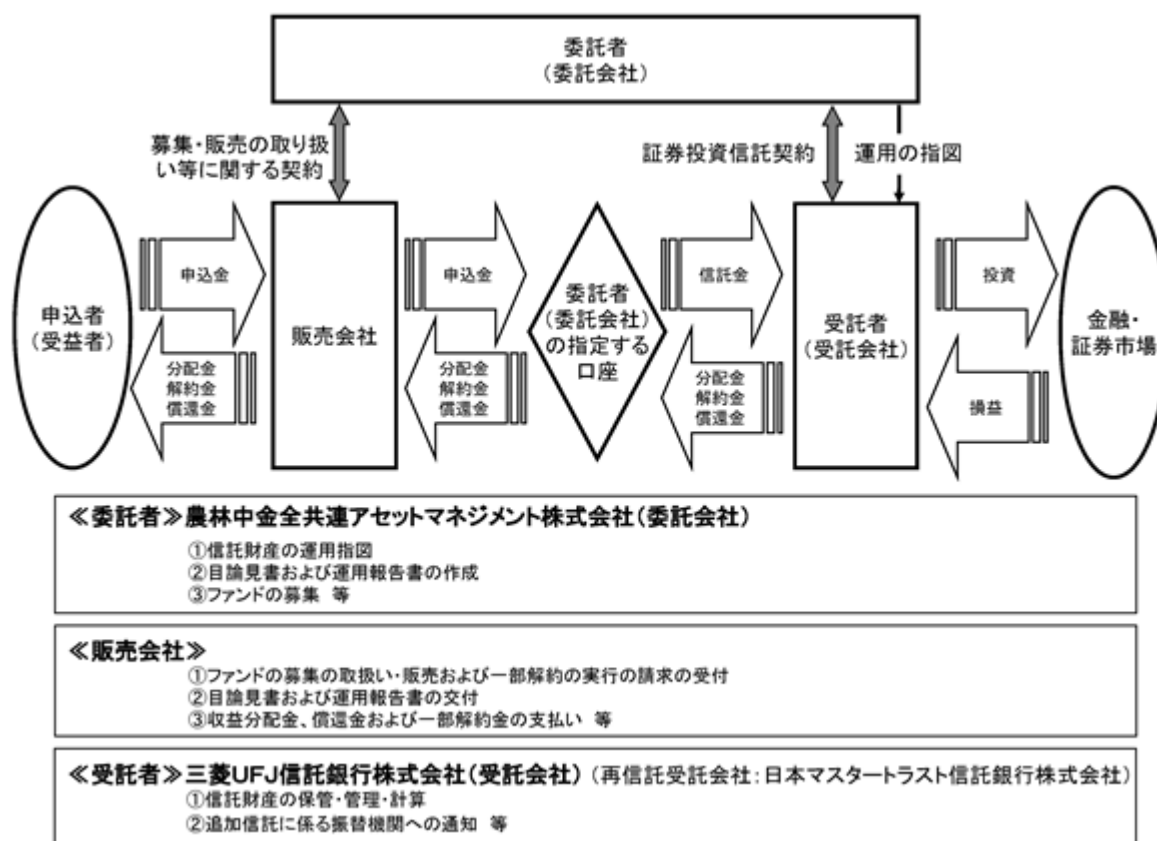 委託者
(委託会社)
募集・販売の取り扱
い等に関する契約
証券投資信託契約
運用の指図
申込者
(受益者)
申込金
分配金
解約金
償還金
販売会社
申込金
分配金
解約金
償還金
委託者
(委託会社)
の指定する
口座
信託金
分配金
解約金
償還金
受託者
(受託会社)
投資
損益
金融・
証券市場
≪委託者≫農林中金全共連アセットマネジメント株式会社(委託会社)
①信託財産の運用指図
②目論見書および運用報告書の作成
③ファンドの募集 等
≪販売会社≫
①ファンドの募集の取扱い・販売および一部解約の実行の請求の受付
②目論見書および運用報告書の交付
③収益分配金、償還金および一部解約金の支払い 等
≪受託者≫三菱UFJ信託銀行株式会社(受託会社) (再信託受託会社:日本マスタートラスト信託銀行株式会社)
①信託財産の保管・管理・計算
②追加信託に係る振替機関への通知 等